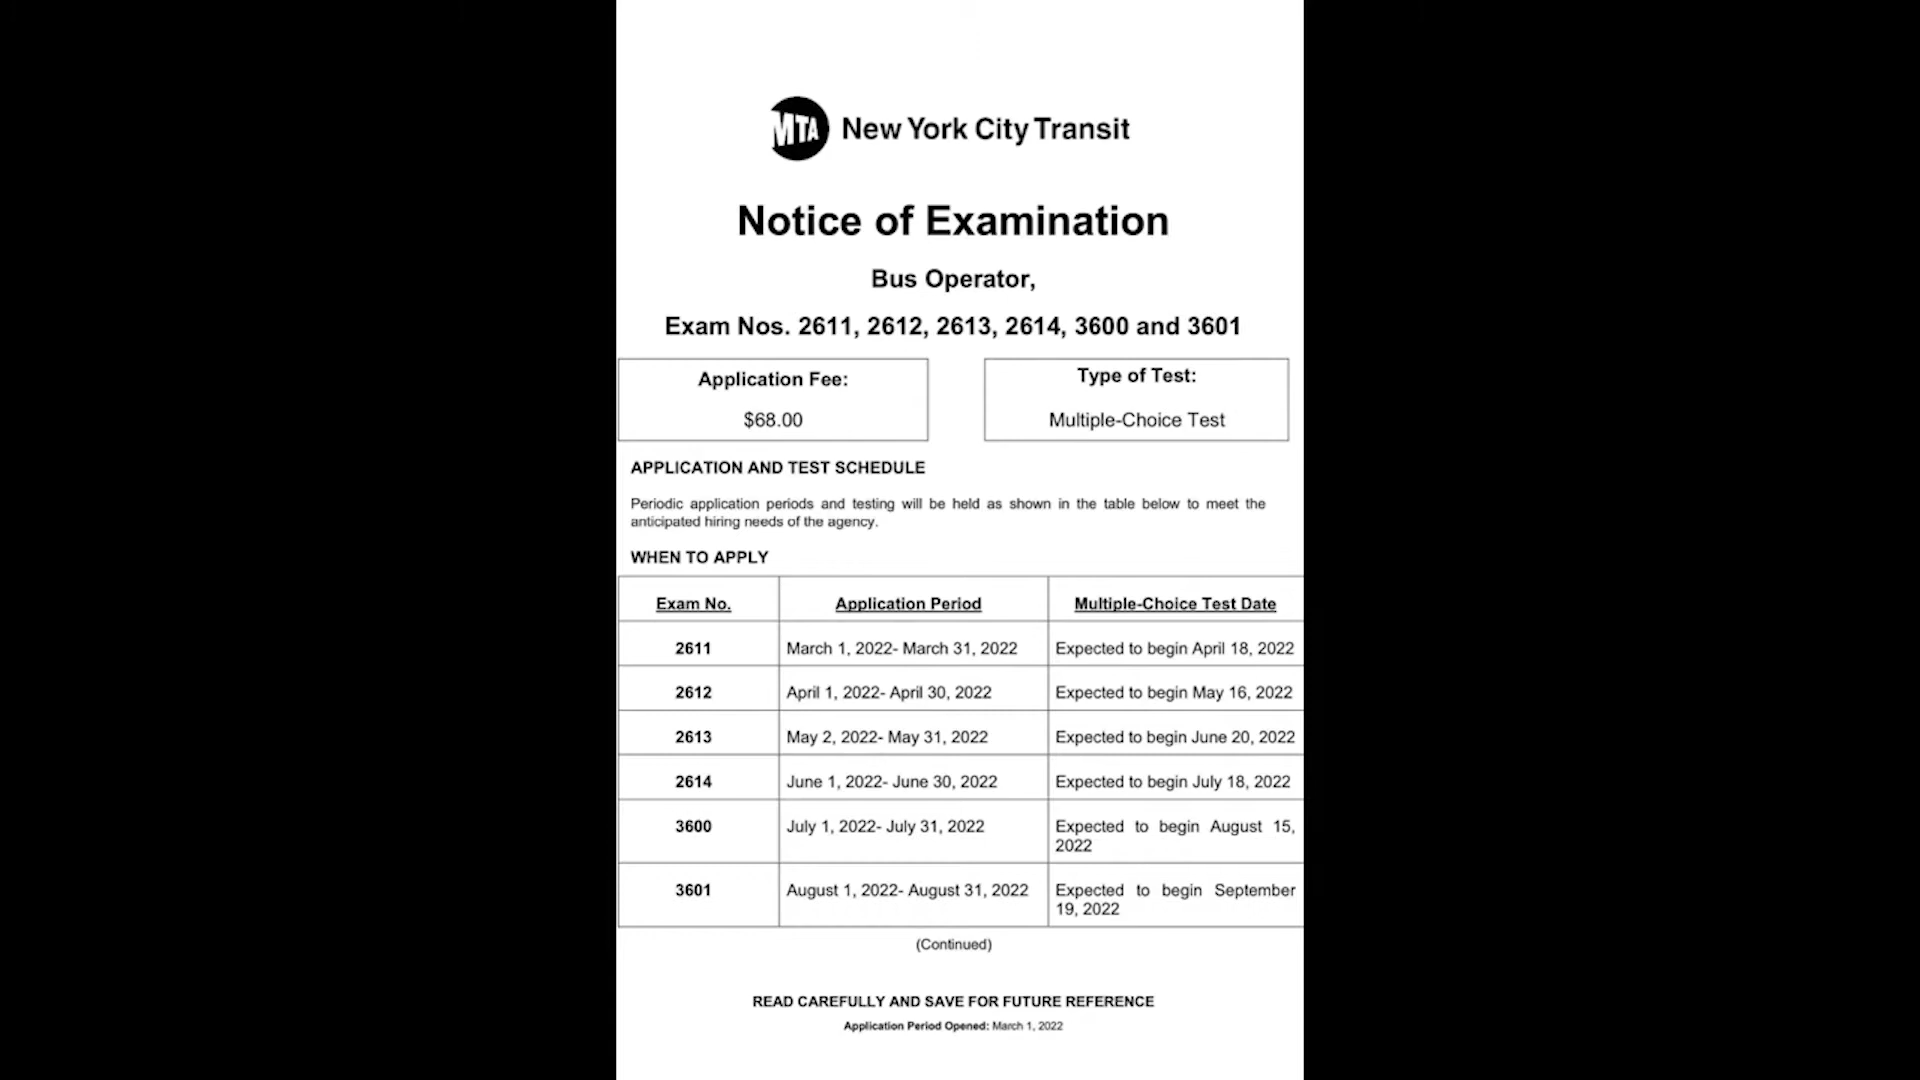 MTA New York City Transit
Notice of Examination
Bus Operator,
Exam Nos. 2611, 2612, 2613, 2614, 3600 and 3601
Application Fee:
$68.00
Type of Test:
Multiple-Choice Test
APPLICATION AND TEST SCHEDULE
Periodic application periods and testing will be held as shown in the table below to meet the
anticipated hiring needs of the agency.
WHEN TO APPLY
Exam No. Application Period Multiple-Choice Test Date
2611 March 1, 2022- March 31, 2022 Expected to begin April 18, 2022
2612 April 1, 2022- April 30, 2022 Expected to begin May 16, 2022
2613 May 2, 2022- May 31, 2022 Expected to begin June 20, 2022
2614 June 1, 2022- June 30, 2022 Expected to begin July 18, 2022
3600 July 1, 2022- July 31, 2022 Expected to begin August 15,
2022
3601 August 1, 2022- August 31, 2022 Expected to begin September
19, 2022
(Continued)
READ CAREFULLY AND SAVE FOR FUTURE REFERENCE
Application Period Opened: March 1, 2022